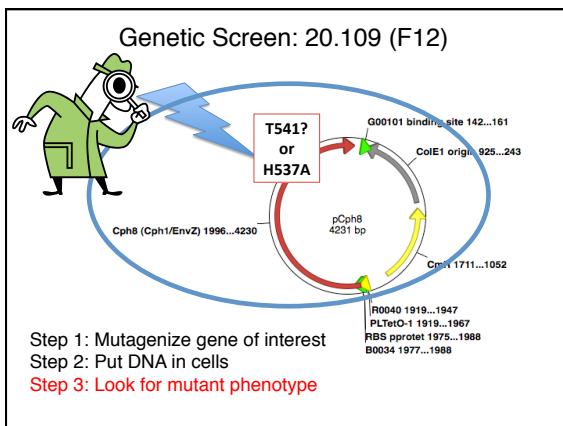 Genetic Screen: 20.109 (F12)
T541?
or
H537A
G00101 binding site 142...161
ColE1 origin 925...243
pCph8
4231 bp
Cph8 (Cph1/EnvZ) 1996...4230
CmR 1711...1052
R0040 1919...1947
PLTetO-1 1919...1967
RBS pprotet 1975...1988
B0034 1977...1988
Step 1: Mutagenize gene of interest
Step 2: Put DNA in cells
Step 3: Look for mutant phenotype